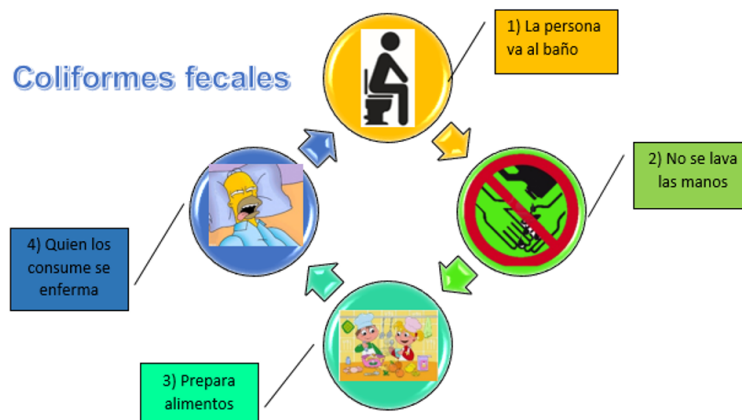 Coliformes fecales
1) La persona
va al baño
2) No se lava
las manos
3) Prepara
alimentos
4) Quien los
consume se
enferma